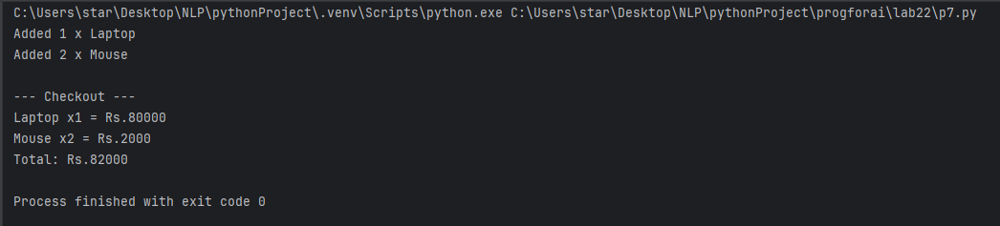 C:\Users\star\Desktop\NLP\pythonProject\.venv\Scripts\python.exe C:\Users\star\Desktop\NLP\pythonProject\progforai\lab22\p7.py
Added 1 x Laptop
Added 2 x Mouse
--- Checkout ---
Laptop x1 = Rs.80000
Mouse x2 = Rs.2000
Total: Rs.82000
Process finished with exit code 0